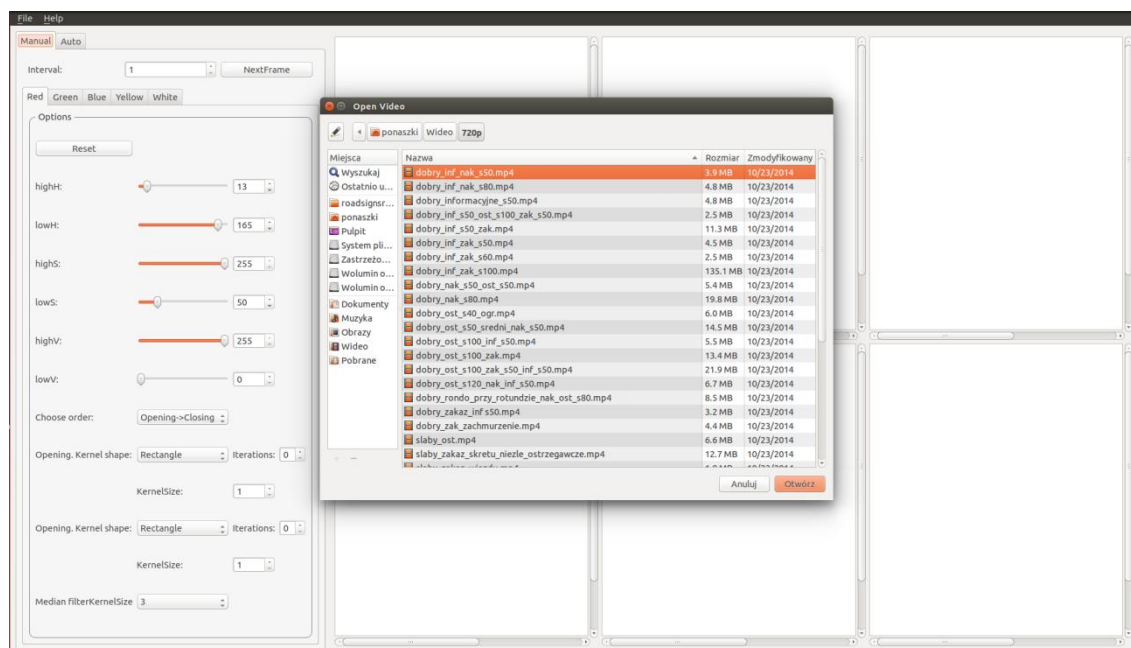 File Help
Manual Auto
Interval: 1 NextFrame
Red Green Blue Yellow White
Options
Reset
highH: 13
lowH: 165
highS: 255
lowS: 50
highV: 255
lowV: 0
Choose order: Opening->Closing
Opening. Kernel shape: Rectangle Iterations: 0
KernelSize: 1
Opening. Kernel shape: Rectangle Iterations: 0
KernelSize: 1
Median filterKernelSize 3
Open Video
ponaszki Wideo 720p
Miejsca
Wyszukaj
Ostatnio u...
roadsignsr...
ponaszki
Pulpit
System pli...
Zastrzeżo...
Wolumin o...
Wolumin o...
Dokumenty
Muzyka
Obrazy
Wideo
Pobrane
Nazwa Rozmiar Zmodyfikowany
dobry_inf_nak_s50.mp4 3.9 MB 10/23/2014
dobry_inf_nak_s80.mp4 4.8 MB 10/23/2014
dobry_informacyjne_s50.mp4 4.8 MB 10/23/2014
dobry_inf_s50_ost_s100_zak_s50.mp4 2.5 MB 10/23/2014
dobry_inf_s50_zak.mp4 11.3 MB 10/23/2014
dobry_inf_zak_s50.mp4 4.5 MB 10/23/2014
dobry_inf_zak_s60.mp4 2.5 MB 10/23/2014
dobry_inf_zak_s100.mp4 135.1 MB 10/23/2014
dobry_nak_s50_ost_s50.mp4 5.4 MB 10/23/2014
dobry_nak_s80.mp4 19.8 MB 10/23/2014
dobry_ost_s40_ogr.mp4 6.0 MB 10/23/2014
dobry_ost_s50_sredni_nak_s50.mp4 14.5 MB 10/23/2014
dobry_ost_s100_inf_s50.mp4 5.5 MB 10/23/2014
dobry_ost_s100_zak.mp4 13.4 MB 10/23/2014
dobry_ost_s100_zak_s50_inf_s50.mp4 21.9 MB 10/23/2014
dobry_ost_s120_nak_inf_s50.mp4 6.7 MB 10/23/2014
dobry_rondo_przy_rotundzie_nak_ost_s80.mp4 8.5 MB 10/23/2014
dobry_zakaz_inf s50.mp4 3.2 MB 10/23/2014
dobry_zak_zachmurzenie.mp4 4.4 MB 10/23/2014
slaby_ost.mp4 6.6 MB 10/23/2014
slaby_zakaz_skretu_niezle_ostrzegawcze.mp4 12.7 MB 10/23/2014
Anuluj Otwórz